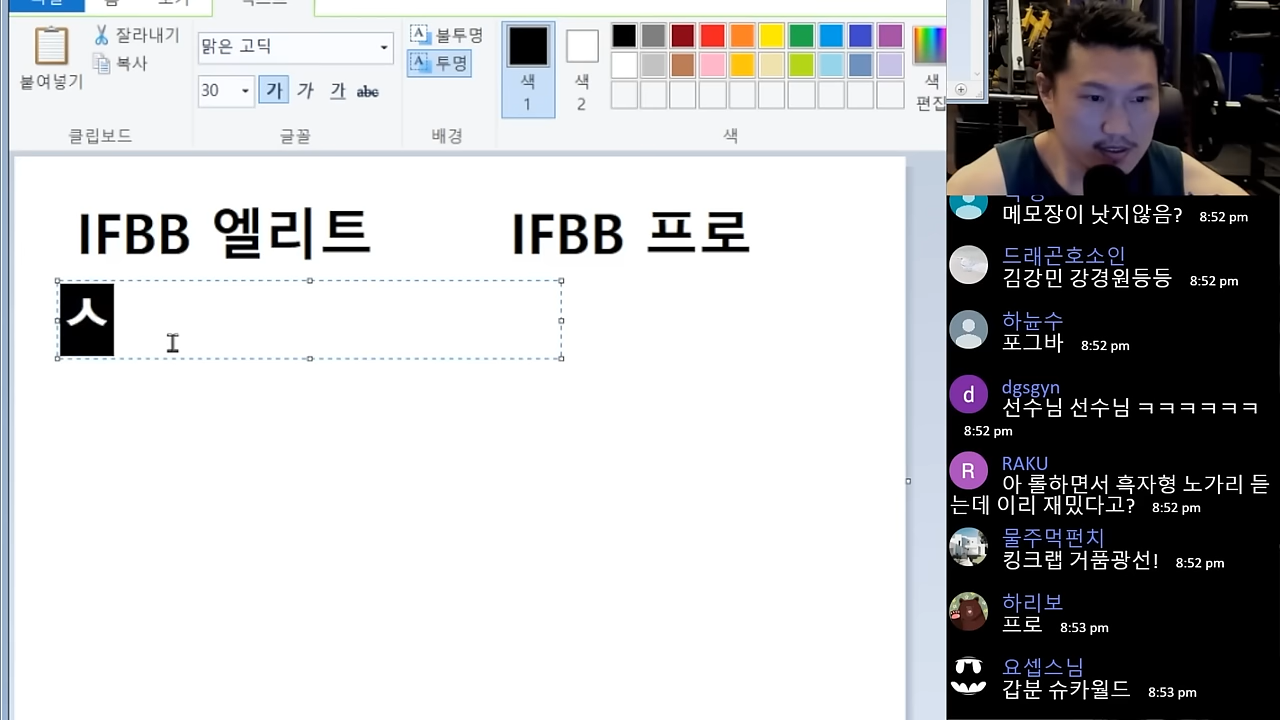 잘라내기
복사
붙여넣기
클립보드
맑은 고딕
30
가 가 가 abc
글꼴
불투명
투명
배경
색
1
색
2
색
색
편집
IFBB 엘리트 IFBB 프로
ㅅ
메모장이 낫지않음? 8:52 pm
드래곤호소인
김강민 강경원등등 8:52 pm
하늍수
포그바 8:52 pm
d
dgsgyn
선수님 선수님 ㅋㅋㅋㅋㅋㅋ
8:52 pm
R
RAKU
아 롤하면서 흑자형 노가리 듣
는데 이리 재밌다고? 8:52 pm
물주먹펀치
킹크랩 거품광선! 8:52 pm
하리보
프로 8:53 pm
요셉스님
갑분 슈카월드 8:53 pm